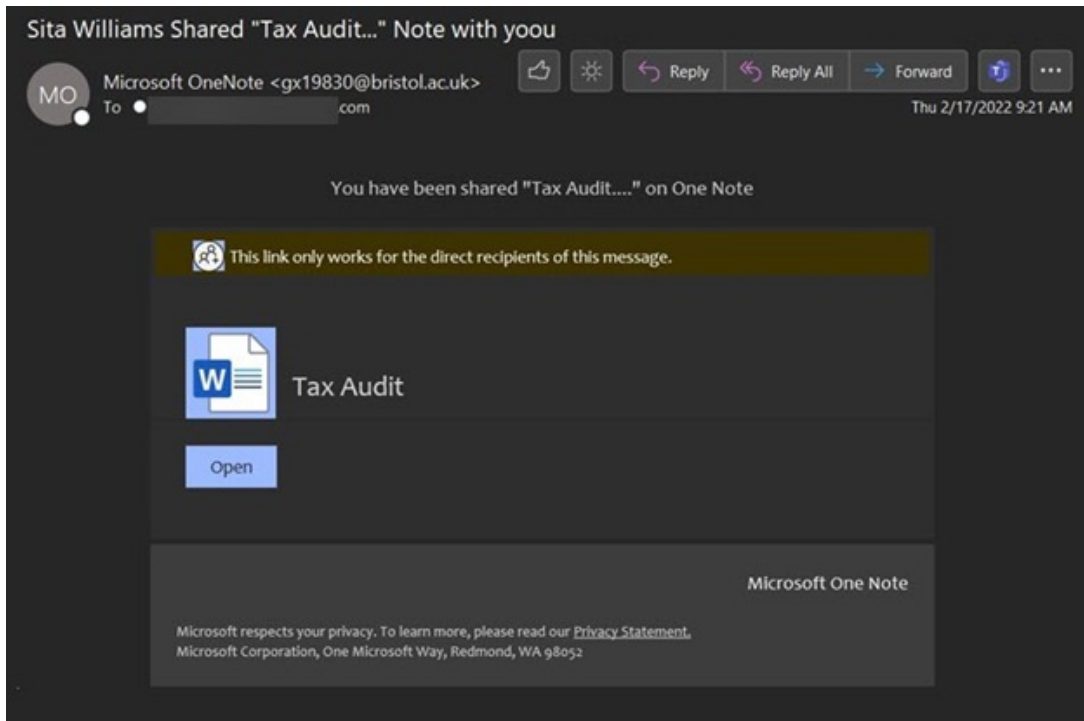 Sita Williams Shared "Tax Audit..." Note with yoou
MO
Microsoft OneNote <gx19830@bristol.ac.uk>
Reply
Reply All
Forward
To
.com
Thu 2/17/2022 9:21 AM
You have been shared "Tax Audit...." on One Note
This link only works for the direct recipients of this message.
W
Tax Audit
Open
Microsoft One Note
Microsoft respects your privacy. To learn more, please read our Privacy Statement.
Microsoft Corporation, One Microsoft Way, Redmond, WA 98052